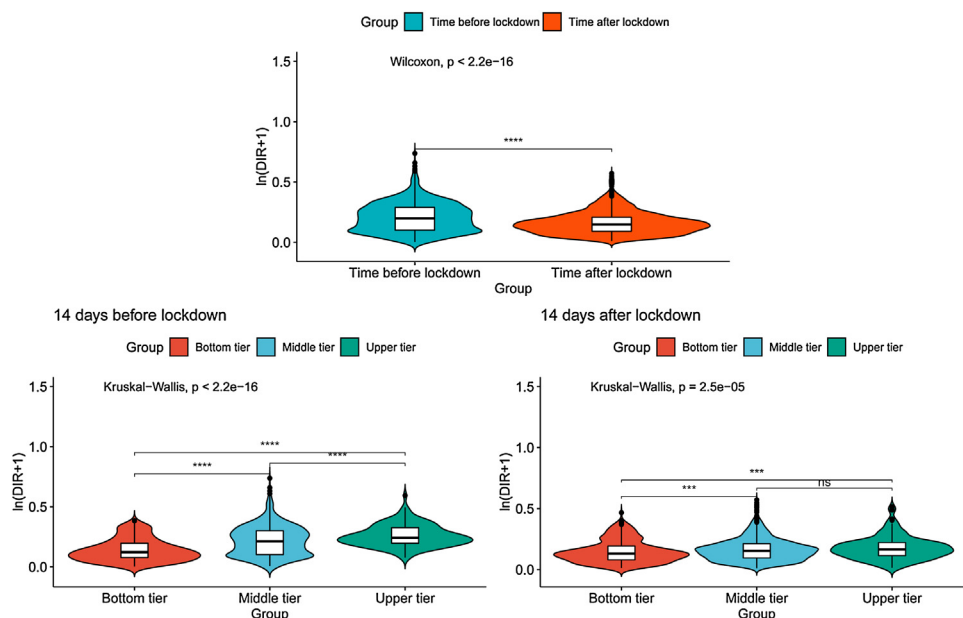 Group Time before lockdown Time after lockdown
Wilcoxon, p < 2.2e−16
1.5
1.0
0.5
0.0
ln(DIR+1)
****
Time before lockdown Time after lockdown
Group
14 days before lockdown
Group Bottom tier Middle tier Upper tier
Kruskal−Wallis, p < 2.2e−16
1.5
1.0
0.5
0.0
ln(DIR+1)
****
**** ****
Bottom tier Middle tier Upper tier
Group
14 days after lockdown
Group Bottom tier Middle tier Upper tier
Kruskal−Wallis, p = 2.5e−05
1.5
1.0
0.5
0.0
ln(DIR+1)
***
*** ns
Bottom tier Middle tier Upper tier
Group